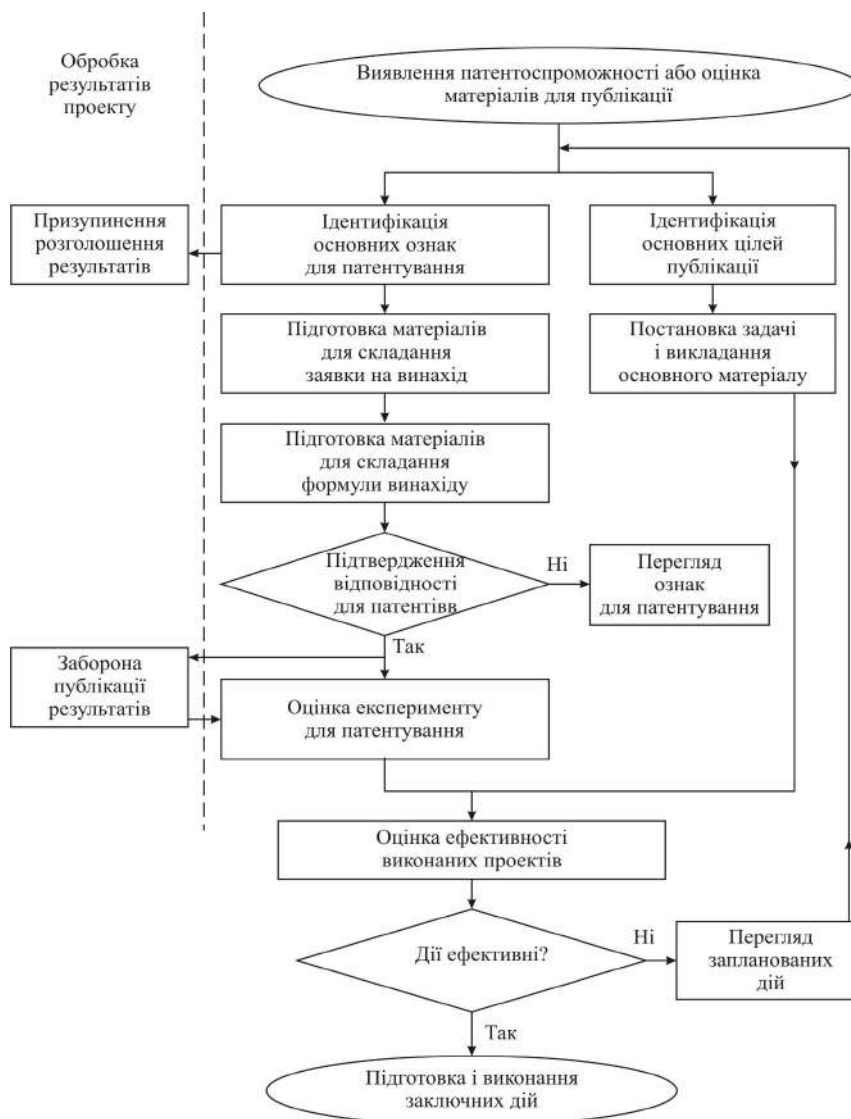 Обробка
результатів
проекту
Виявлення патентоспроможності або оцінка
матеріалів для публікації
Призупинення
розголошення
результатів
Ідентифікація
основних ознак
для патентування
Ідентифікація
основних цілей
публікації
Підготовка матеріалів
для складання
заявки на винахід
Постановка задачі
і викладання
основного матеріалу
Підготовка матеріалів
для складання
формули винаходу
Підтвердження
відповідності
для патентівв
Ні
Перегляд
ознак
для патентування
Так
Заборона
публікації
результатів
Оцінка експерименту
для патентування
Оцінка ефективності
виконаних проектів
Дії ефективні?
Ні
Перегляд
запланованих
дій
Так
Підготовка і виконання
заключних дій